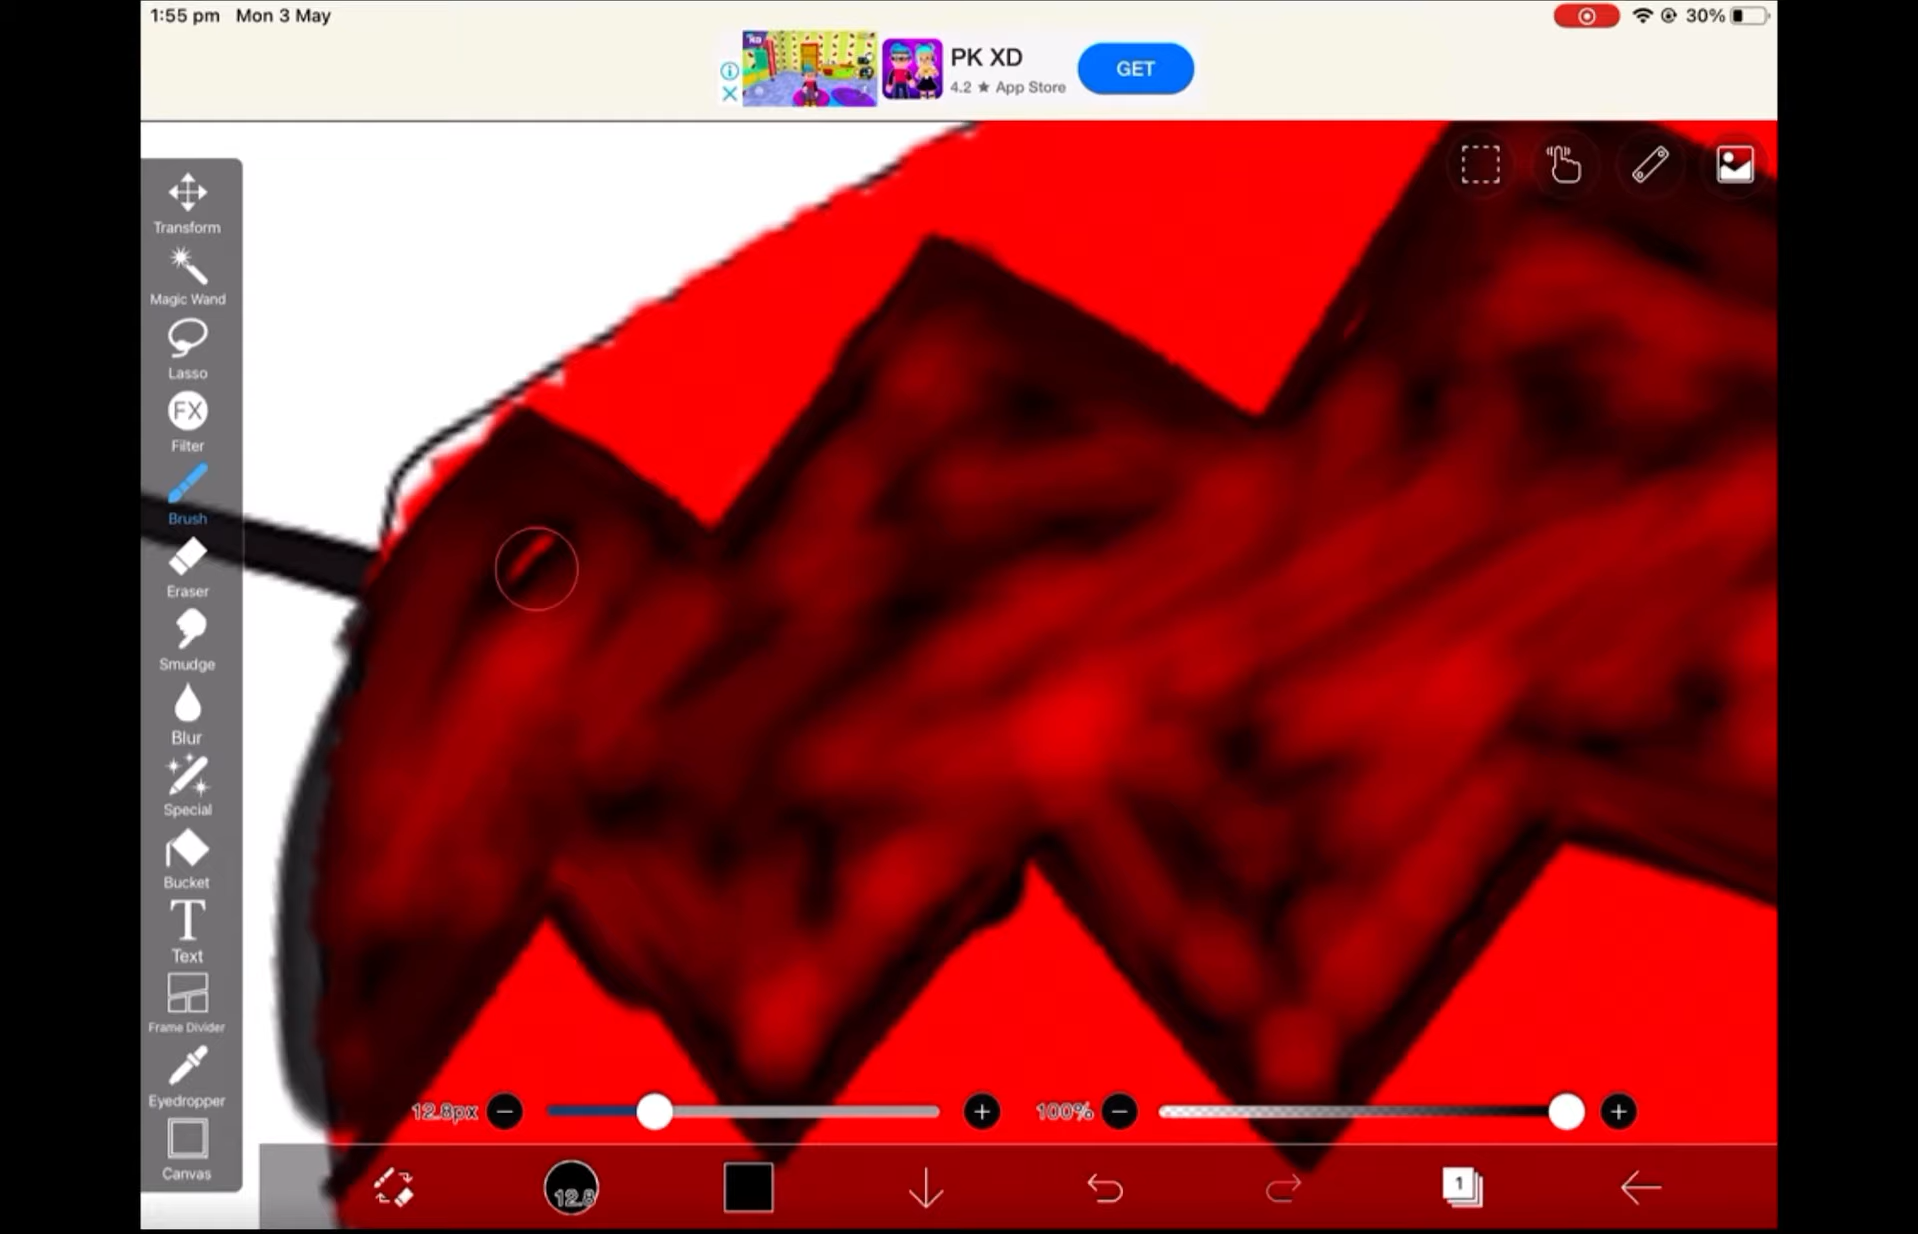 1:55 pm Mon 3 May
30%
PK XD
4.2 ★ App Store
GET
Transform
Magic Wand
Lasso
FX
Filter
Brush
Eraser
Smudge
Blur
Special
Bucket
T
Text
Frame Divider
Eyedropper
Canvas
12.8px
100%
12.8
1